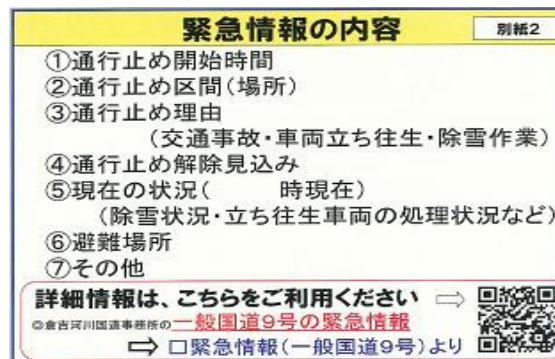 緊急情報の内容
別紙2
①通行止め開始時間
②通行止め区間(場所)
③通行止め理由
(交通事故・車両立ち往生・除雪作業)
④通行止め解除見込み
⑤現在の状況(　　　時現在)
(除雪状況・立ち往生車両の処理状況など)
⑥避難場所
⑦その他
詳細情報は、こちらをご利用ください ⇨
◎倉吉河川国道事務所の一般国道9号の緊急情報
⇨ □緊急情報(一般国道9号)より